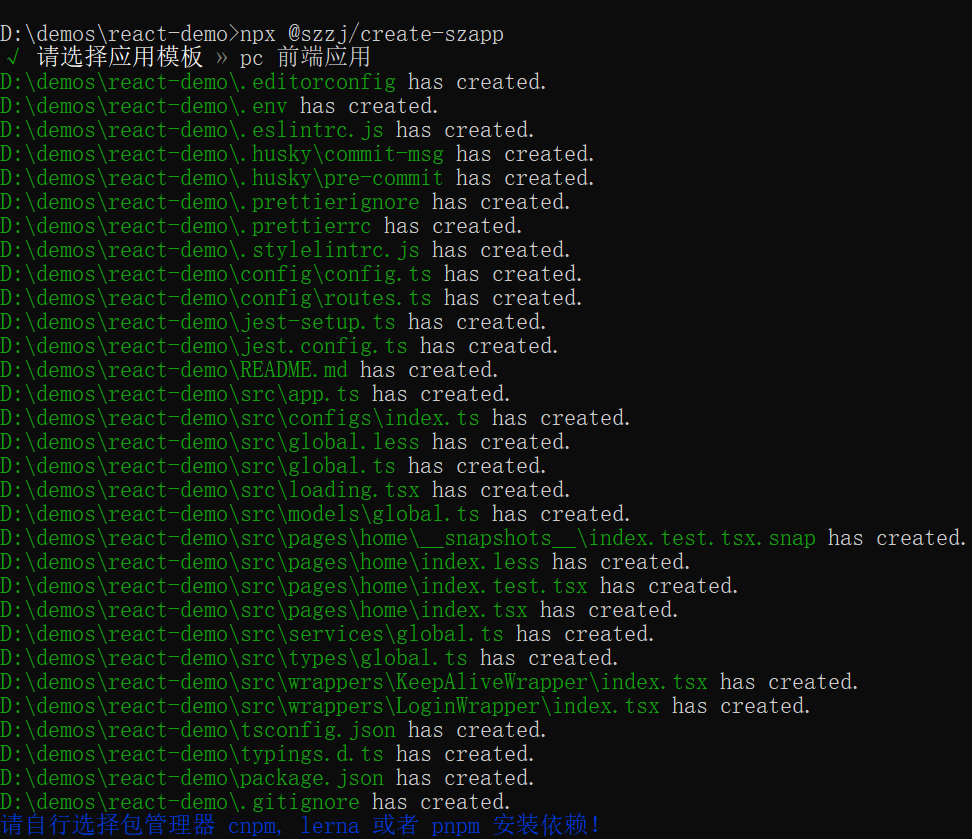 D:\demos\react-demo>npx @szzj/create-szapp
√ 请选择应用模板 » pc 前端应用
D:\demos\react-demo\.editorconfig has created.
D:\demos\react-demo\.env has created.
D:\demos\react-demo\.eslintrc.js has created.
D:\demos\react-demo\.husky\commit-msg has created.
D:\demos\react-demo\.husky\pre-commit has created.
D:\demos\react-demo\.prettierignore has created.
D:\demos\react-demo\.prettierrc has created.
D:\demos\react-demo\.stylelintrc.js has created.
D:\demos\react-demo\config\config.ts has created.
D:\demos\react-demo\config\routes.ts has created.
D:\demos\react-demo\jest-setup.ts has created.
D:\demos\react-demo\jest.config.ts has created.
D:\demos\react-demo\README.md has created.
D:\demos\react-demo\src\app.ts has created.
D:\demos\react-demo\src\configs\index.ts has created.
D:\demos\react-demo\src\global.less has created.
D:\demos\react-demo\src\global.ts has created.
D:\demos\react-demo\src\loading.tsx has created.
D:\demos\react-demo\src\models\global.ts has created.
D:\demos\react-demo\src\pages\home\__snapshots__\index.test.tsx.snap has created.
D:\demos\react-demo\src\pages\home\index.less has created.
D:\demos\react-demo\src\pages\home\index.test.tsx has created.
D:\demos\react-demo\src\pages\home\index.tsx has created.
D:\demos\react-demo\src\services\global.ts has created.
D:\demos\react-demo\src\types\global.ts has created.
D:\demos\react-demo\src\wrappers\KeepAliveWrapper\index.tsx has created.
D:\demos\react-demo\src\wrappers\LoginWrapper\index.tsx has created.
D:\demos\react-demo\tsconfig.json has created.
D:\demos\react-demo\typings.d.ts has created.
D:\demos\react-demo\package.json has created.
D:\demos\react-demo\.gitignore has created.
请自行选择包管理器 cnpm, lerna 或者 pnpm 安装依赖!